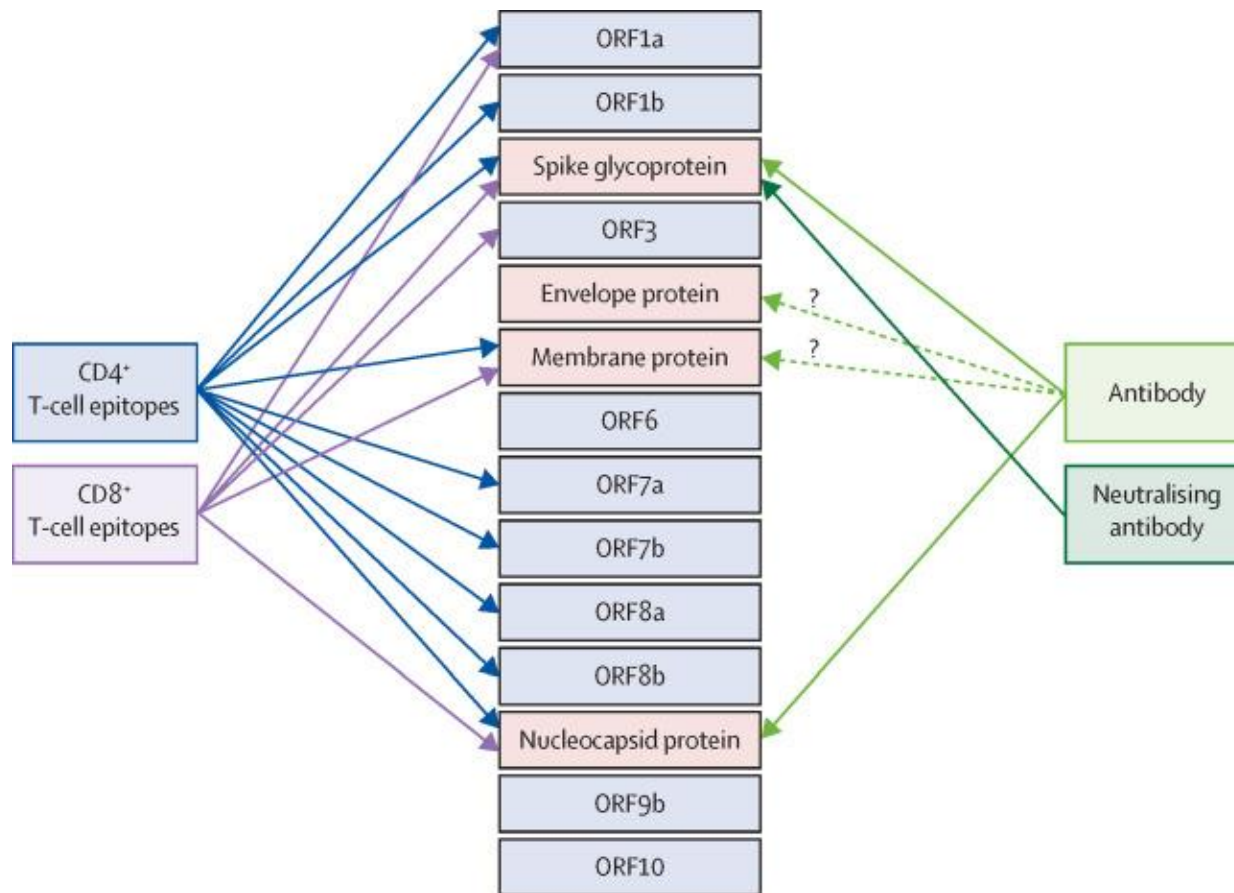 ORF1a
ORF1b
Spike glycoprotein
ORF3
Envelope protein
?
Membrane protein
?
CD4⁺
T-cell epitopes
Antibody
ORF6
CD8⁺
T-cell epitopes
ORF7a
Neutralising
antibody
ORF7b
ORF8a
ORF8b
Nucleocapsid protein
ORF9b
ORF10